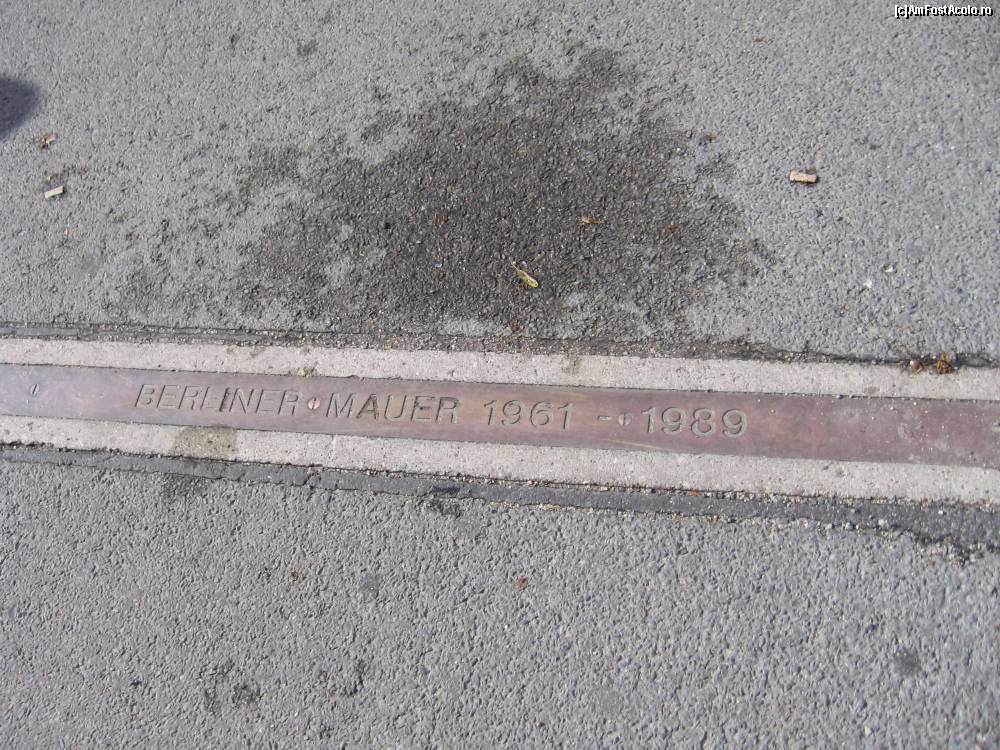 [c]AmFostAcolo.ro
BERLINER MAUER 1961 - 1989